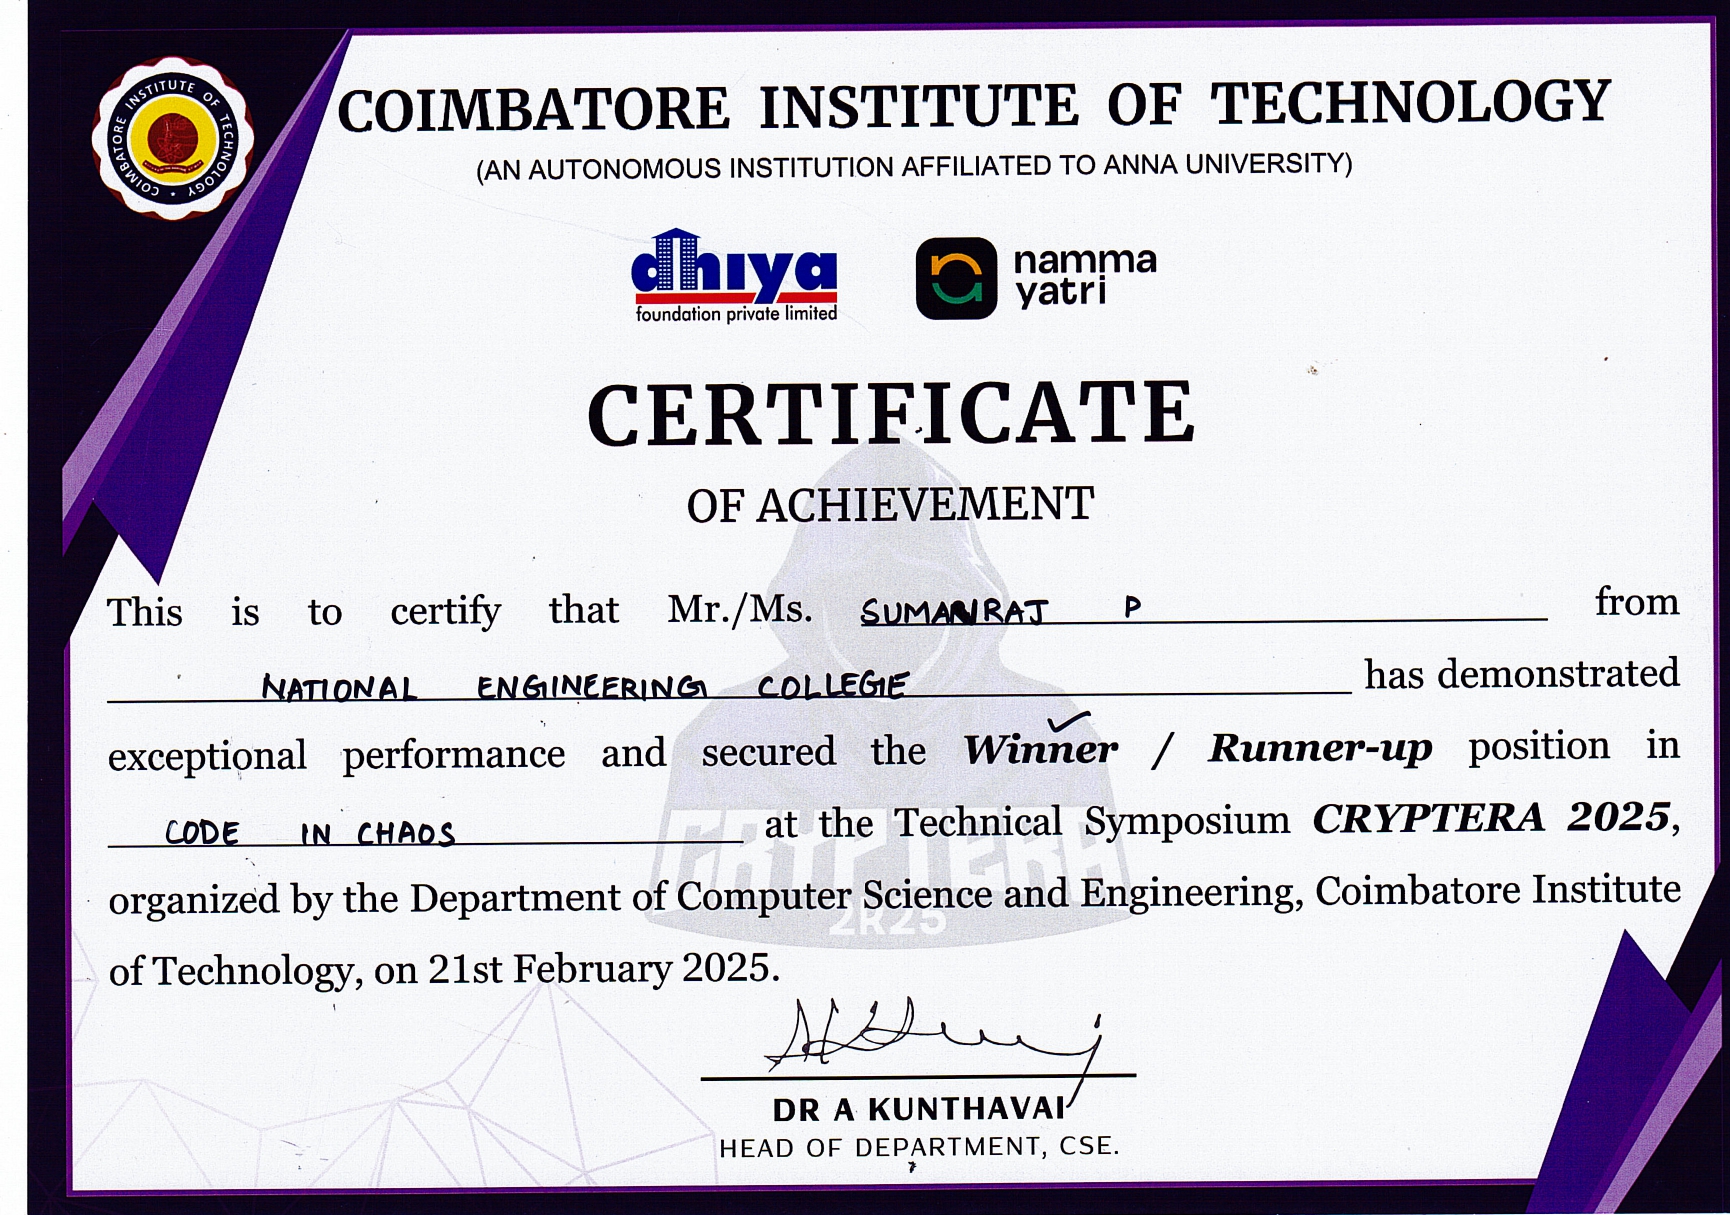 COIMBATORE INSTITUTE OF TECHNOLOGY
COIMBATORE INSTITUTE OF TECHNOLOGY
(AN AUTONOMOUS INSTITUTION AFFILIATED TO ANNA UNIVERSITY)
dhiya
foundation private limited
namma
yatri
CERTIFICATE
OF ACHIEVEMENT
This is to certify that Mr./Ms. P from
NATIONAL ENGINEERING COLLEGE has demonstrated
exceptional performance and secured the Winner / Runner-up position in
CODE IN CHAOS at the Technical Symposium CRYPTERA 2025,
organized by the Department of Computer Science and Engineering, Coimbatore Institute
of Technology, on 21st February 2025.
CRYPTERA
2K25
DR A KUNTHAVAI
HEAD OF DEPARTMENT, CSE.